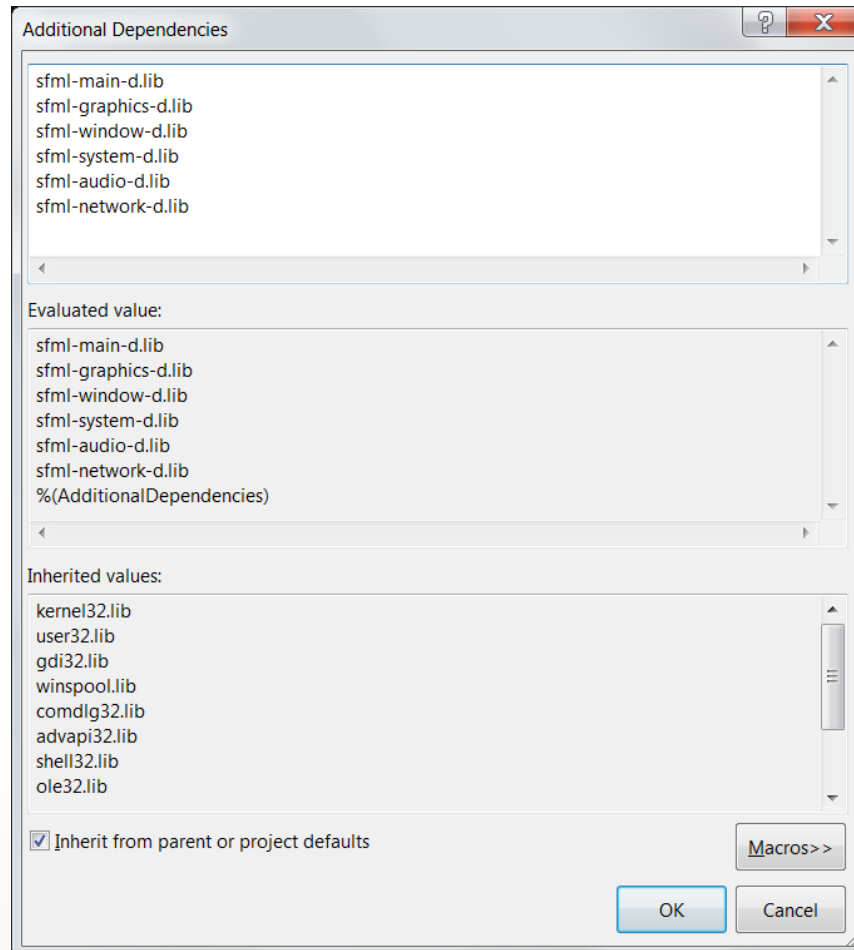 Additional Dependencies
sfml-main-d.lib
sfml-graphics-d.lib
sfml-window-d.lib
sfml-system-d.lib
sfml-audio-d.lib
sfml-network-d.lib
Evaluated value:
sfml-main-d.lib
sfml-graphics-d.lib
sfml-window-d.lib
sfml-system-d.lib
sfml-audio-d.lib
sfml-network-d.lib
%(AdditionalDependencies)
Inherited values:
kernel32.lib
user32.lib
gdi32.lib
winspool.lib
comdlg32.lib
advapi32.lib
shell32.lib
ole32.lib
Inherit from parent or project defaults
Macros>>
OK
Cancel